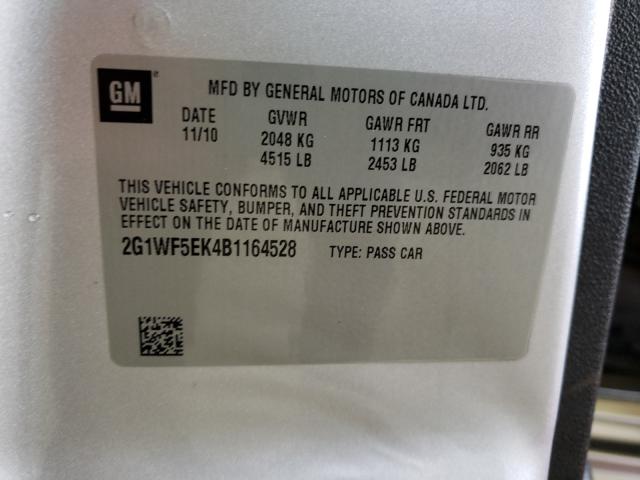 GM
MFD BY GENERAL MOTORS OF CANADA LTD.
DATE GVWR GAWR FRT GAWR RR
11/10 2048 KG 1113 KG 935 KG
4515 LB 2453 LB 2062 LB
THIS VEHICLE CONFORMS TO ALL APPLICABLE U.S. FEDERAL MOTOR
VEHICLE SAFETY, BUMPER, AND THEFT PREVENTION STANDARDS IN
EFFECT ON THE DATE OF MANUFACTURE SHOWN ABOVE.
2G1WF5EK4B1164528 TYPE: PASS CAR